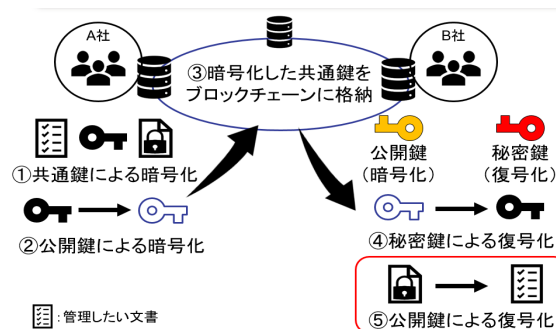 A社
B社
③暗号化した共通鍵を
ブロックチェーンに格納
①共通鍵による暗号化
②公開鍵による暗号化
公開鍵
(暗号化)
秘密鍵
(復号化)
④秘密鍵による復号化
⑤公開鍵による復号化
:管理したい文書